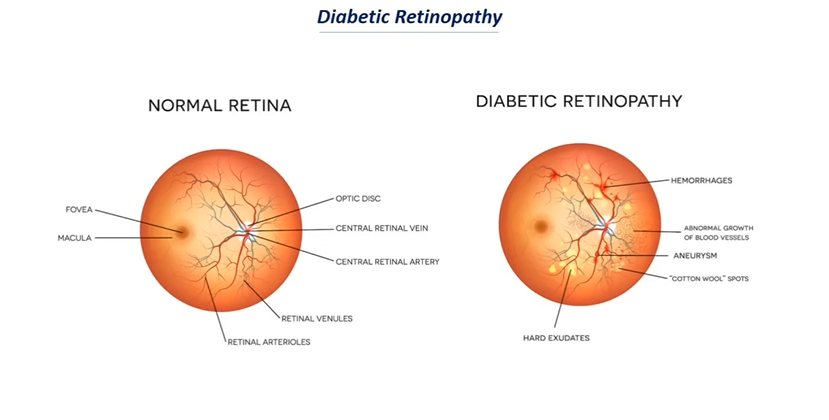 Diabetic Retinopathy
NORMAL RETINA
FOVEA
MACULA
OPTIC DISC
CENTRAL RETINAL VEIN
CENTRAL RETINAL ARTERY
RETINAL VENULES
RETINAL ARTERIOLES
DIABETIC RETINOPATHY
HEMORRHAGES
ABNORMAL GROWTH
OF BLOOD VESSELS
ANEURYSM
"COTTON WOOL" SPOTS
HARD EXUDATES